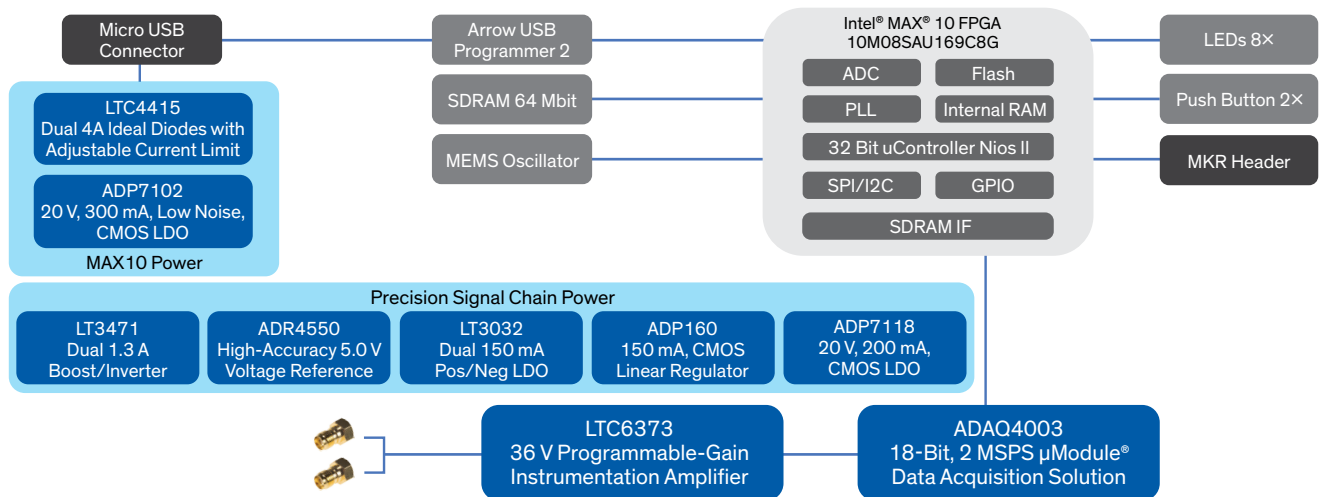 Micro USB
Connector
Arrow USB
Programmer 2
Intel® MAX® 10 FPGA
10M08SAU169C8G
LEDs 8×
ADC
Flash
LTC4415
Dual 4A Ideal Diodes with
Adjustable Current Limit
SDRAM 64 Mbit
PLL
Internal RAM
Push Button 2×
MEMS Oscillator
32 Bit uController Nios II
MKR Header
ADP7102
20 V, 300 mA, Low Noise,
CMOS LDO
SPI/I2C
GPIO
SDRAM IF
MAX10 Power
Precision Signal Chain Power
LT3471
Dual 1.3 A
Boost/Inverter
ADR4550
High-Accuracy 5.0 V
Voltage Reference
LT3032
Dual 150 mA
Pos/Neg LDO
ADP160
150 mA, CMOS
Linear Regulator
ADP7118
20 V, 200 mA,
CMOS LDO
LTC6373
36 V Programmable-Gain
Instrumentation Amplifier
ADAQ4003
18-Bit, 2 MSPS µModule®
Data Acquisition Solution